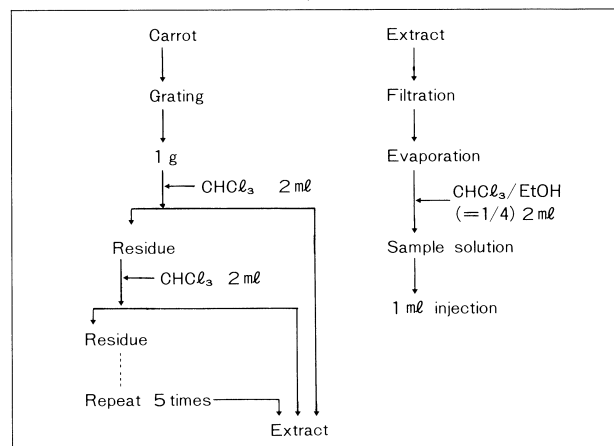 Carrot
Grating
1 g
CHCℓ₃ 2 mℓ
Residue
CHCℓ₃ 2 mℓ
Residue
Repeat 5 times
Extract
Extract
Filtration
Evaporation
CHCℓ₃/EtOH
(=1/4) 2 mℓ
Sample solution
1 mℓ injection